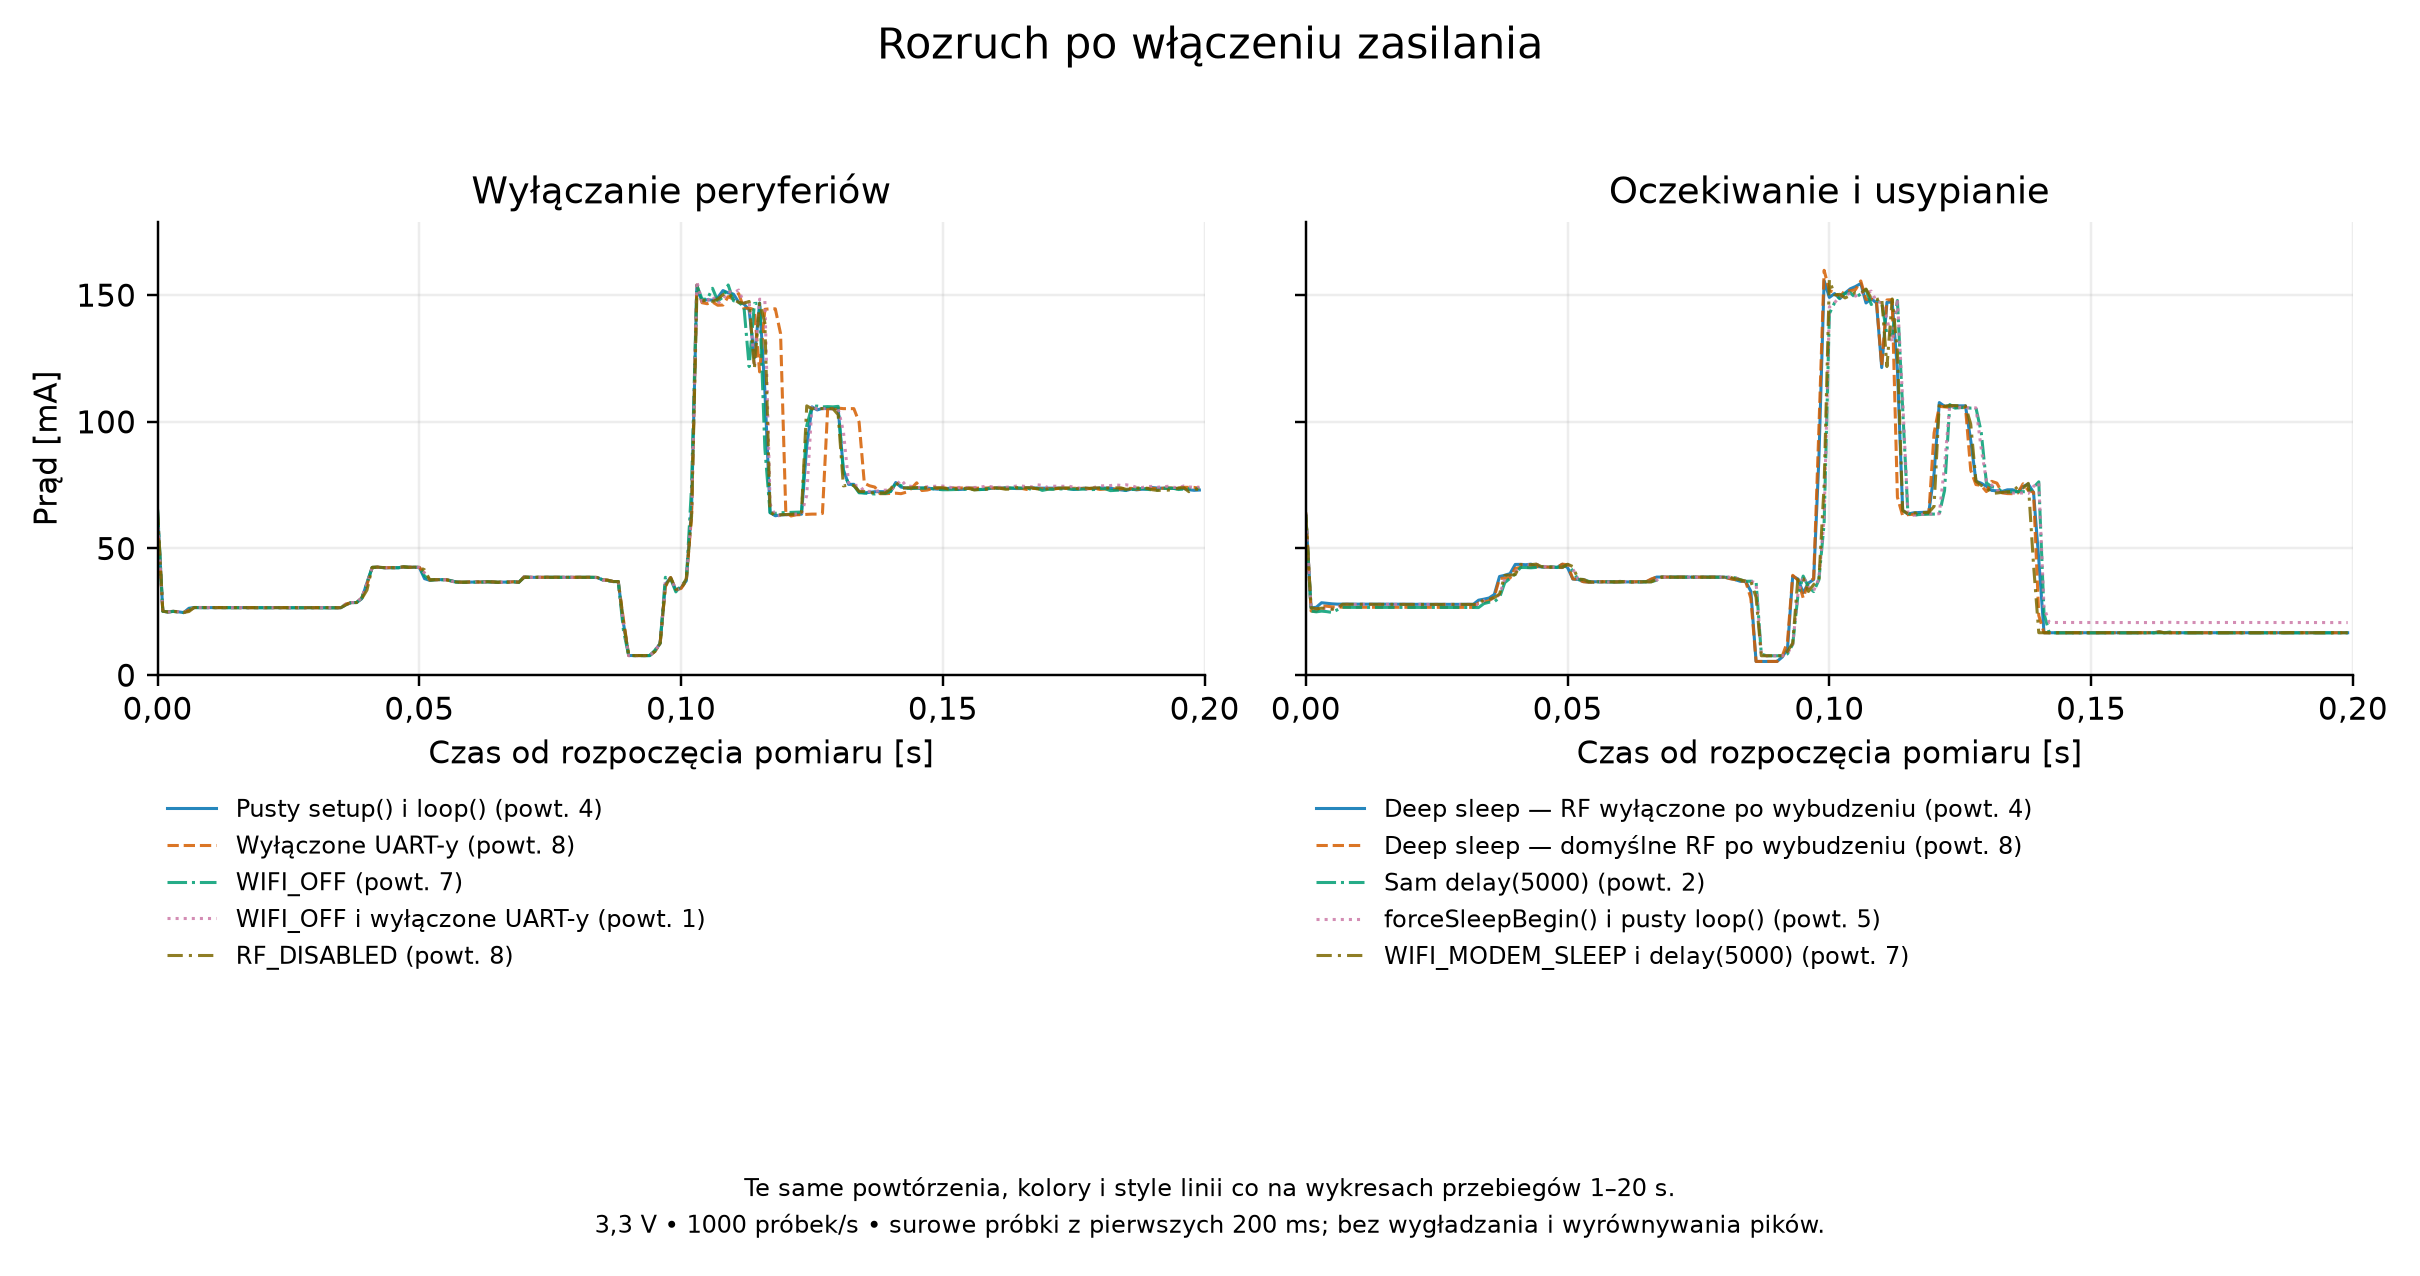 Rozruch po włączeniu zasilania
Wyłączanie peryferiów
Prąd [mA]
150
100
50
0
0,00 0,05 0,10 0,15 0,20
Czas od rozpoczęcia pomiaru [s]
Pusty setup() i loop() (powt. 4)
Wyłączone UART-y (powt. 8)
WIFI_OFF (powt. 7)
WIFI_OFF i wyłączone UART-y (powt. 1)
RF_DISABLED (powt. 8)
Oczekiwanie i usypianie
0,00 0,05 0,10 0,15 0,20
Czas od rozpoczęcia pomiaru [s]
Deep sleep — RF wyłączone po wybudzeniu (powt. 4)
Deep sleep — domyślne RF po wybudzeniu (powt. 8)
Sam delay(5000) (powt. 2)
forceSleepBegin() i pusty loop() (powt. 5)
WIFI_MODEM_SLEEP i delay(5000) (powt. 7)
Te same powtórzenia, kolory i style linii co na wykresach przebiegów 1–20 s.
3,3 V • 1000 próbek/s • surowe próbki z pierwszych 200 ms; bez wygładzania i wyrównywania pików.